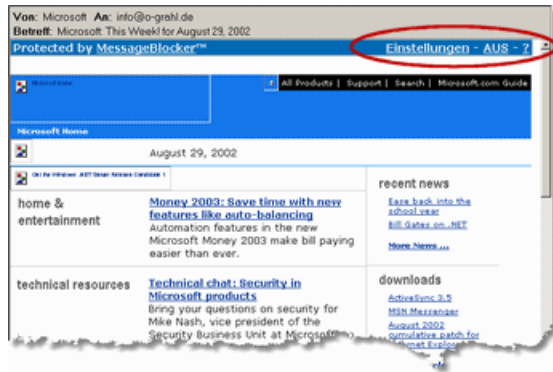 Von: Microsoft An: info@o-grahl.de
Betreff: Microsoft This Week! for August 29, 2002
Protected by MessageBlocker™ Einstellungen - AUS - ?
All Products | Support | Search | Microsoft.com Guide
Microsoft Home
August 29, 2002
home & entertainment
Money 2003: Save time with new
features like auto-balancing
Automation features in the new
Microsoft Money 2003 make bill paying
easier than ever.
technical resources
Technical chat: Security in
Microsoft products
Bring your questions on security for
Mike Nash, vice president of the
Security Business Unit at Microsoft
recent news
Ease back into the
school year
Bill Gates on .NET
More News ...
downloads
ActiveSync 3.5
MSN Messenger
August 2002
cumulative patch for